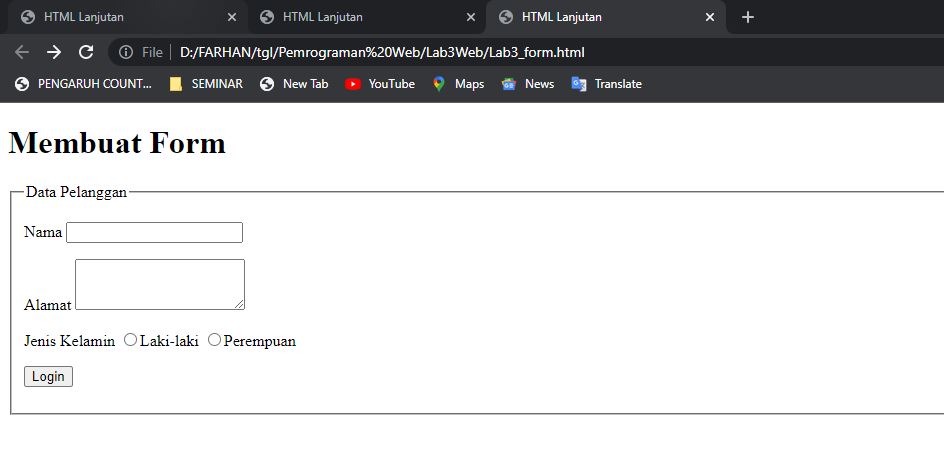 HTML Lanjutan HTML Lanjutan HTML Lanjutan
File D:/FARHAN/tgl/Pemrograman%20Web/Lab3Web/Lab3_form.html
PENGARUH COUNT... SEMINAR New Tab YouTube Maps News Translate
Membuat Form
Data Pelanggan
Nama
Alamat
Jenis Kelamin Laki-laki Perempuan
Login